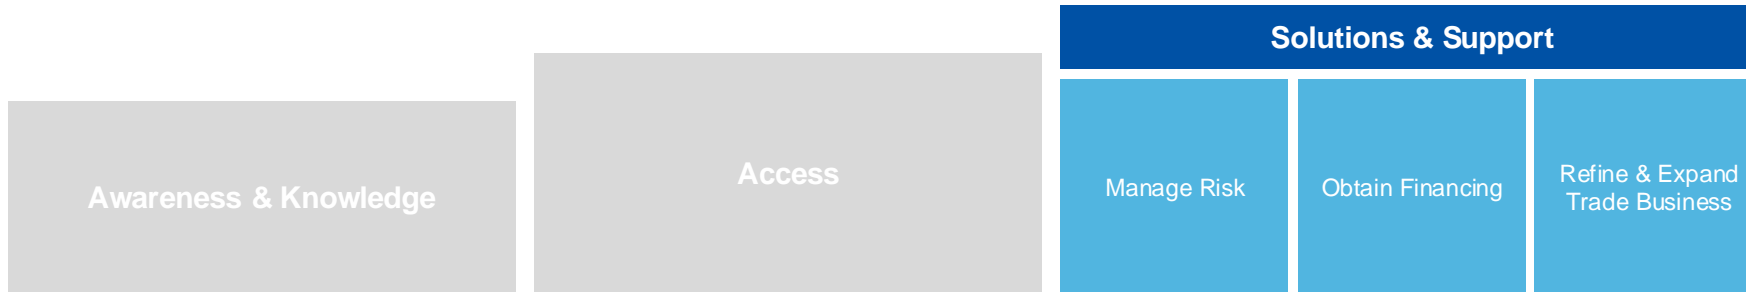 Solutions & Support
Awareness & Knowledge
Access
Manage Risk
Obtain Financing
Refine & Expand
Trade Business